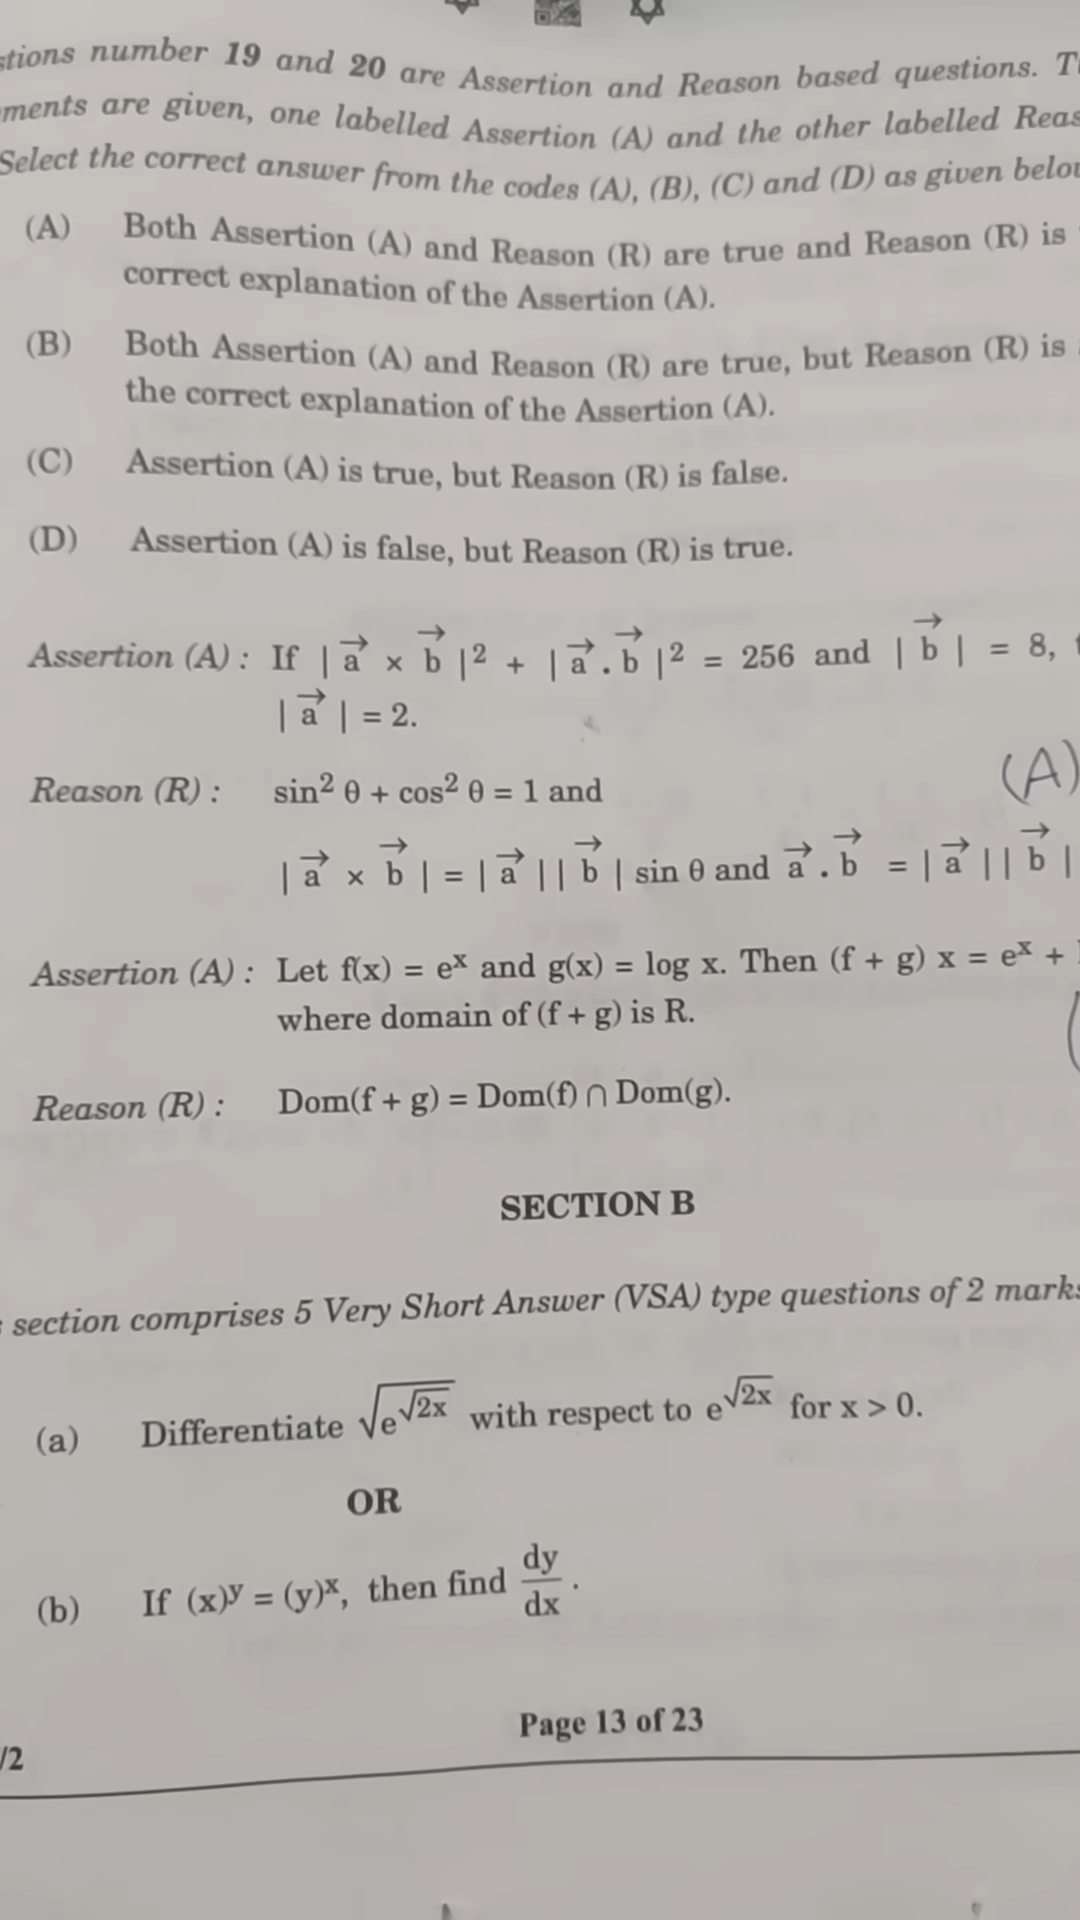 stions number 19 and 20 are Assertion and Reason based questions.
ments are given, one labelled Assertion (A) and the other labelled Reas
Select the correct answer from the codes (A), (B), (C) and (D) as given below
(A) Both Assertion (A) and Reason (R) are true and Reason (R) is
correct explanation of the Assertion (A).
(B) Both Assertion (A) and Reason (R) are true, but Reason (R) is
the correct explanation of the Assertion (A).
(C) Assertion (A) is true, but Reason (R) is false.
(D) Assertion (A) is false, but Reason (R) is true.
Assertion (A) : If | a⃗ × b⃗ |² + | a⃗ . b⃗ |² = 256 and | b⃗ | = 8,
| a⃗ | = 2.
(A)
Reason (R) : sin² θ + cos² θ = 1 and
| a⃗ × b⃗ | = | a⃗ | | b⃗ | sin θ and a⃗ . b⃗ = | a⃗ | | b⃗ |
Assertion (A) : Let f(x) = eˣ and g(x) = log x. Then (f + g) x = eˣ +
where domain of (f + g) is R.
Reason (R) : Dom(f + g) = Dom(f) ∩ Dom(g).
SECTION B
section comprises 5 Very Short Answer (VSA) type questions of 2 marks
(a) Differentiate √(e^√(2x)) with respect to e^√(2x) for x > 0.
OR
(b) If (x)ʸ = (y)ˣ, then find dy/dx.
Page 13 of 23
/2